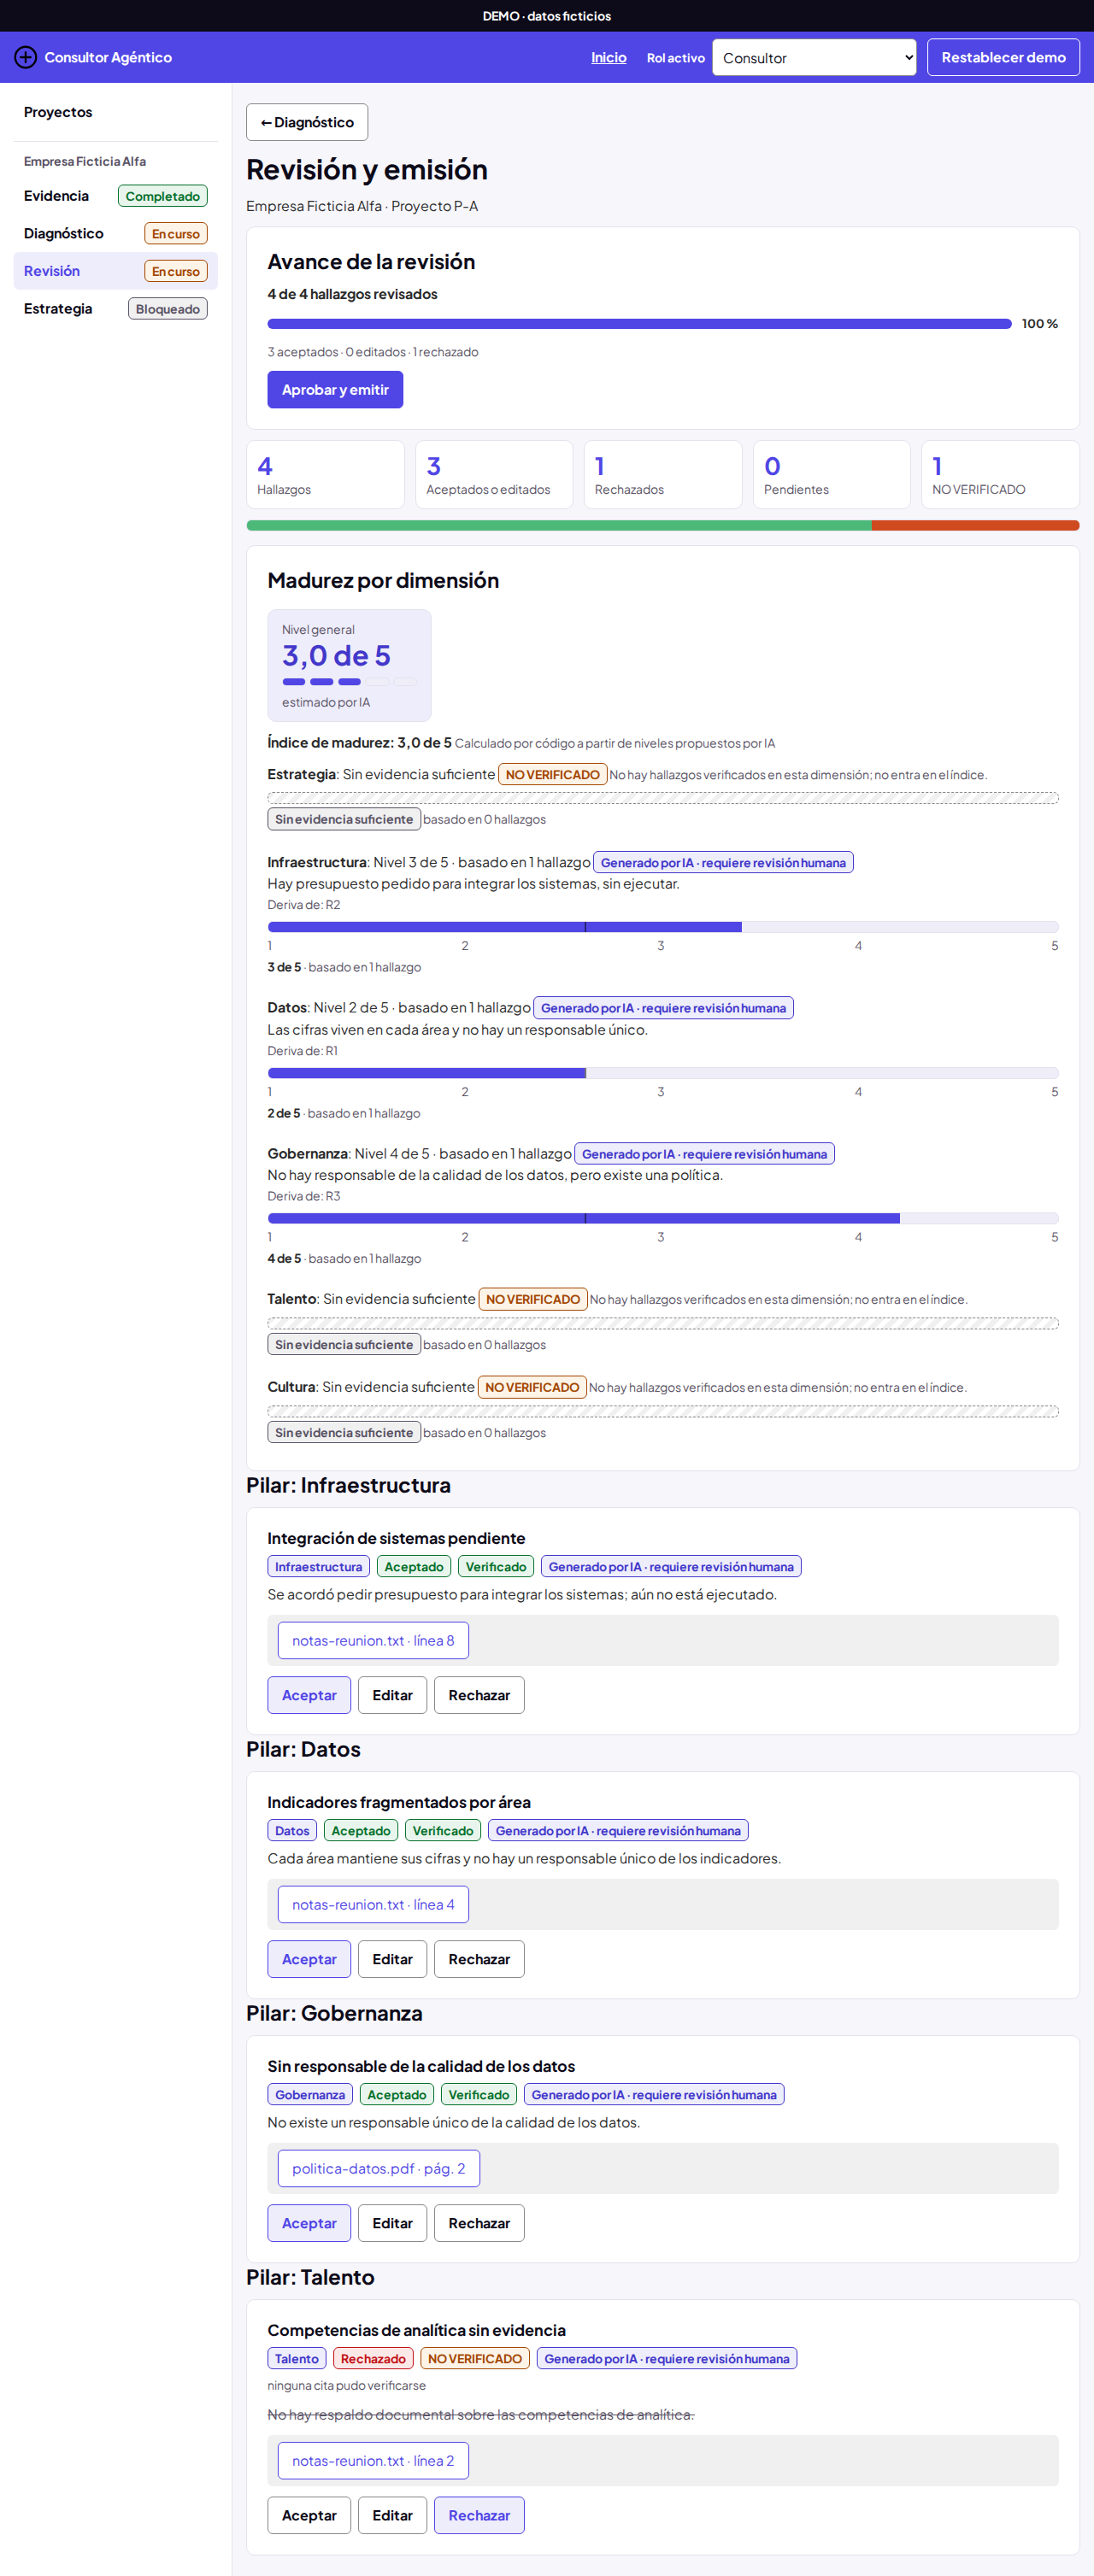 DEMO · datos ficticios
Consultor Agéntico
Inicio
Rol activo
Consultor
Restablecer demo
Proyectos
Empresa Ficticia Alfa
Evidencia
Completado
Diagnóstico
En curso
Revisión
En curso
Estrategia
Bloqueado
← Diagnóstico
Revisión y emisión
Empresa Ficticia Alfa · Proyecto P-A
Avance de la revisión
4 de 4 hallazgos revisados
100 %
3 aceptados · 0 editados · 1 rechazado
Aprobar y emitir
4
Hallazgos
3
Aceptados o editados
1
Rechazados
0
Pendientes
1
NO VERIFICADO
Madurez por dimensión
Nivel general
3,0 de 5
estimado por IA
Índice de madurez: 3,0 de 5 Calculado por código a partir de niveles propuestos por IA
Estrategia: Sin evidencia suficiente NO VERIFICADO No hay hallazgos verificados en esta dimensión; no entra en el índice.
Sin evidencia suficiente basado en 0 hallazgos
Infraestructura: Nivel 3 de 5 · basado en 1 hallazgo Generado por IA · requiere revisión humana
Hay presupuesto pedido para integrar los sistemas, sin ejecutar.
Deriva de: R2
1 2 3 4 5
3 de 5 · basado en 1 hallazgo
Datos: Nivel 2 de 5 · basado en 1 hallazgo Generado por IA · requiere revisión humana
Las cifras viven en cada área y no hay un responsable único.
Deriva de: R1
1 2 3 4 5
2 de 5 · basado en 1 hallazgo
Gobernanza: Nivel 4 de 5 · basado en 1 hallazgo Generado por IA · requiere revisión humana
No hay responsable de la calidad de los datos, pero existe una política.
Deriva de: R3
1 2 3 4 5
4 de 5 · basado en 1 hallazgo
Talento: Sin evidencia suficiente NO VERIFICADO No hay hallazgos verificados en esta dimensión; no entra en el índice.
Sin evidencia suficiente basado en 0 hallazgos
Cultura: Sin evidencia suficiente NO VERIFICADO No hay hallazgos verificados en esta dimensión; no entra en el índice.
Sin evidencia suficiente basado en 0 hallazgos
Pilar: Infraestructura
Integración de sistemas pendiente
Infraestructura Aceptado Verificado Generado por IA · requiere revisión humana
Se acordó pedir presupuesto para integrar los sistemas; aún no está ejecutado.
notas-reunion.txt · línea 8
Aceptar Editar Rechazar
Pilar: Datos
Indicadores fragmentados por área
Datos Aceptado Verificado Generado por IA · requiere revisión humana
Cada área mantiene sus cifras y no hay un responsable único de los indicadores.
notas-reunion.txt · línea 4
Aceptar Editar Rechazar
Pilar: Gobernanza
Sin responsable de la calidad de los datos
Gobernanza Aceptado Verificado Generado por IA · requiere revisión humana
No existe un responsable único de la calidad de los datos.
politica-datos.pdf · pág. 2
Aceptar Editar Rechazar
Pilar: Talento
Competencias de analítica sin evidencia
Talento Rechazado NO VERIFICADO Generado por IA · requiere revisión humana
ninguna cita pudo verificarse
No hay respaldo documental sobre las competencias de analítica.
notas-reunion.txt · línea 2
Aceptar Editar Rechazar